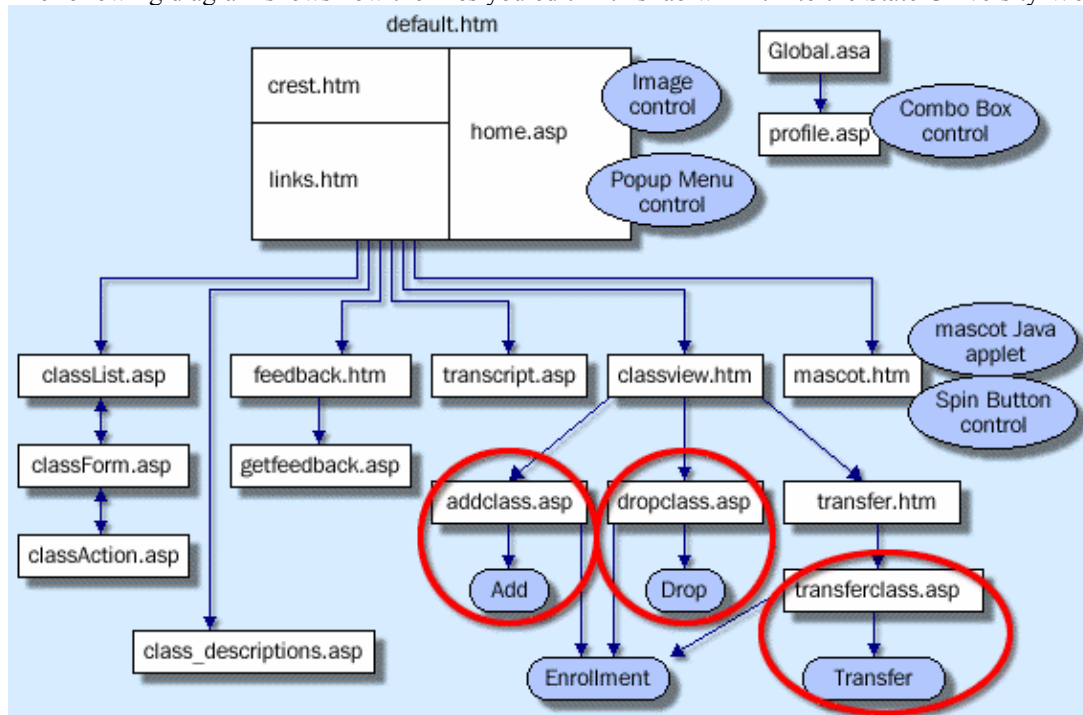 default.htm
crest.htm
links.htm
home.asp
Image
control
Popup Menu
control
Global.asa
profile.asp
Combo Box
control
classList.asp
feedback.htm
transcript.asp
classview.htm
mascot.htm
mascot Java
applet
Spin Button
control
classForm.asp
getfeedback.asp
addclass.asp
dropclass.asp
transfer.htm
classAction.asp
Add
Drop
transferclass.asp
class_descriptions.asp
Enrollment
Transfer